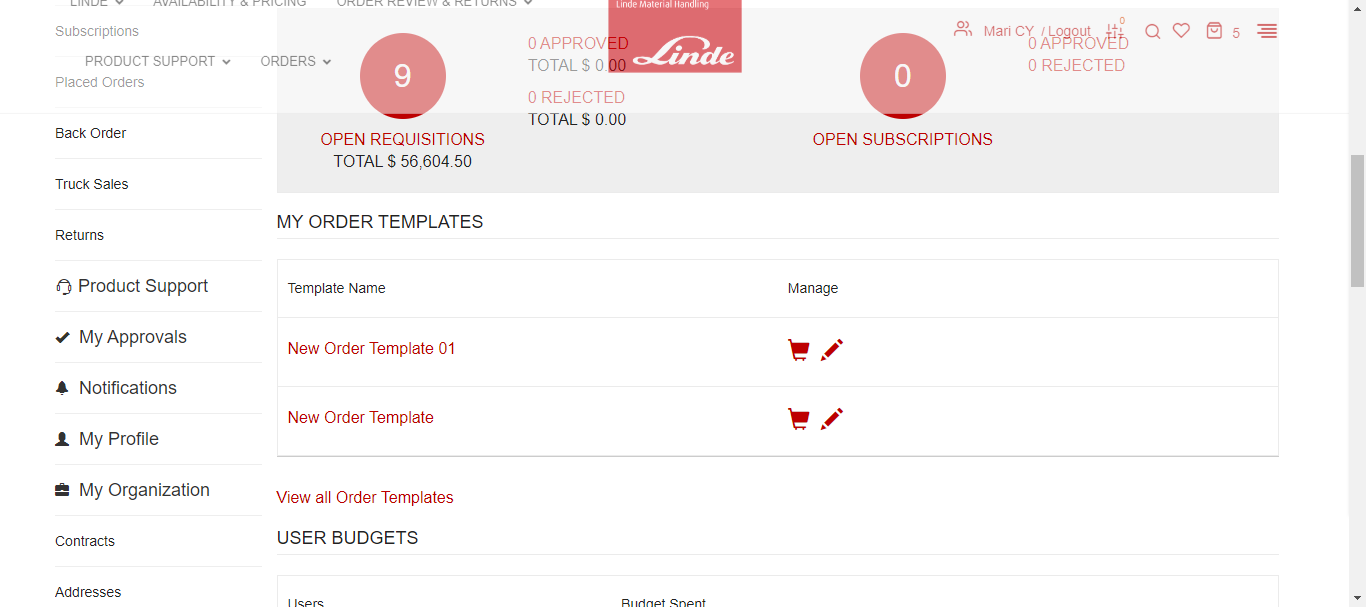 LINDE
AVAILABILITY & PRICING
ORDER REVIEW & RETURNS
Linde Material Handling
Linde
Mari CY / Logout
0
5
PRODUCT SUPPORT
ORDERS
Subscriptions
Placed Orders
Back Order
Truck Sales
Returns
Product Support
My Approvals
Notifications
My Profile
My Organization
Contracts
Addresses
9
OPEN REQUISITIONS
TOTAL $ 56,604.50
0 APPROVED
TOTAL $ 0.00
0 REJECTED
TOTAL $ 0.00
0
OPEN SUBSCRIPTIONS
0 APPROVED
0 REJECTED
MY ORDER TEMPLATES
Template Name
Manage
New Order Template 01
New Order Template
View all Order Templates
USER BUDGETS
Users
Budget Spent